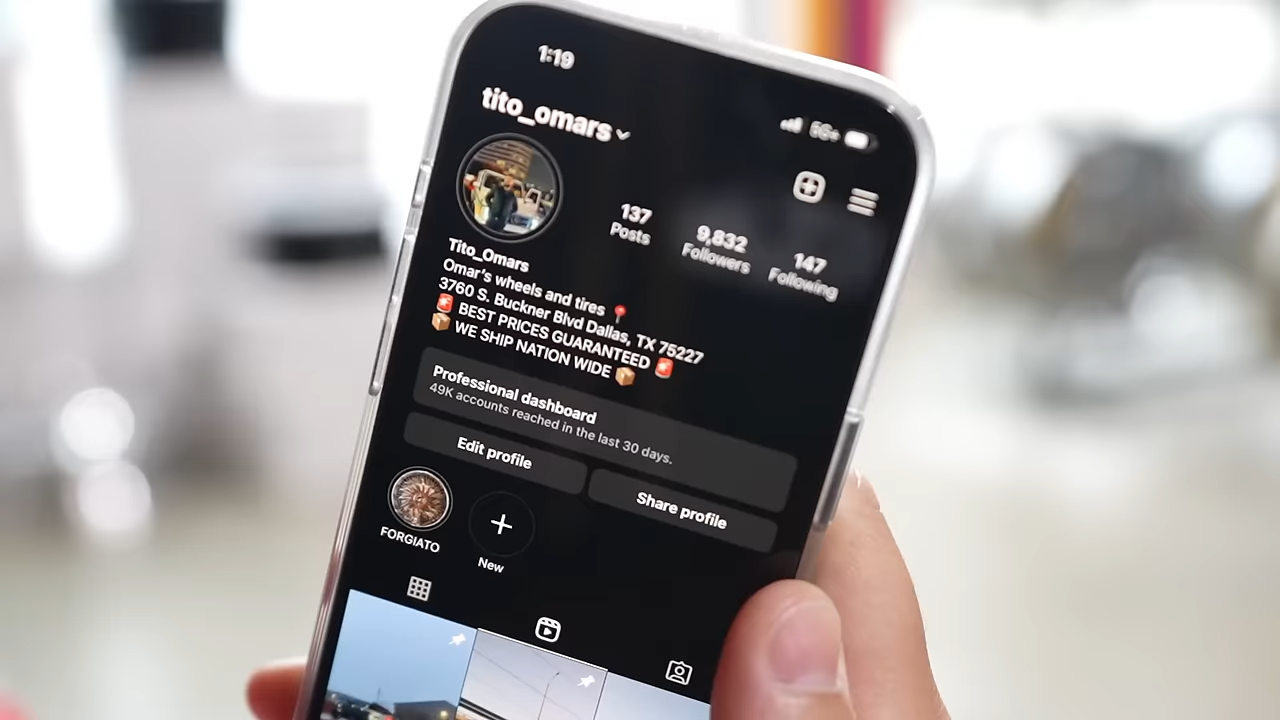 1:19
5G+
tito_omars
137
Posts
9,832
Followers
147
Following
Tito_Omars
Omar's wheels and tires 📍
3760 S. Buckner Blvd Dallas, TX 75227
🚨 BEST PRICES GUARANTEED 🚨
📦 WE SHIP NATION WIDE 📦
Professional dashboard
49K accounts reached in the last 30 days.
Edit profile
Share profile
FORGIATO
New